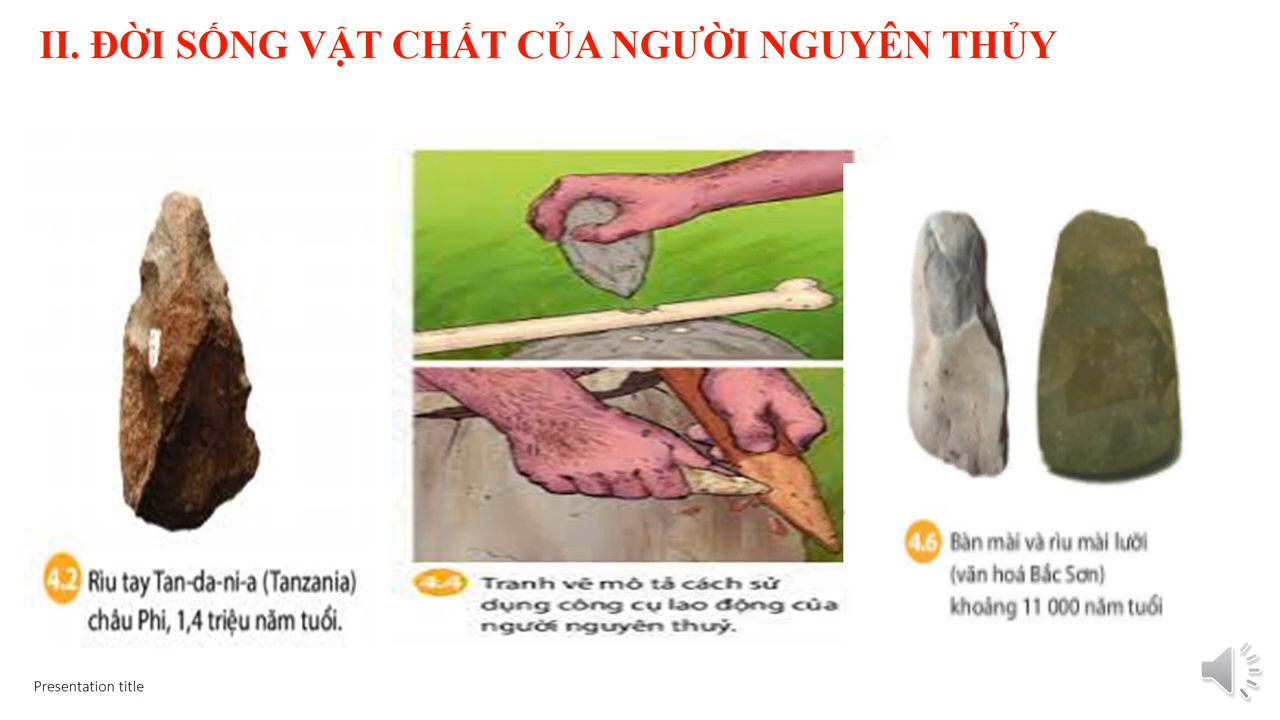 II. ĐỜI SỐNG VẬT CHẤT CỦA NGƯỜI NGUYÊN THỦY
4.2 Rìu tay Tan-da-ni-a (Tanzania)
châu Phi, 1,4 triệu năm tuổi.
4.4 Tranh vẽ mô tả cách sử
dụng công cụ lao động của
người nguyên thuỷ.
4.6 Bàn mài và rìu mài lưỡi
(văn hoá Bắc Sơn)
khoảng 11 000 năm tuổi
Presentation title